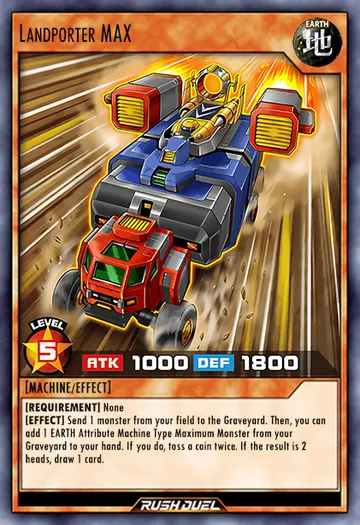 Landporter MAX
EARTH
地
LEVEL
5
ATK 1000 DEF 1800
[MACHINE/EFFECT]
[REQUIREMENT] None
[EFFECT] Send 1 monster from your field to the Graveyard. Then, you can
add 1 EARTH Attribute Machine Type Maximum Monster from your
Graveyard to your hand. If you do, toss a coin twice. If the result is 2
heads, draw 1 card.
RUSH DUEL